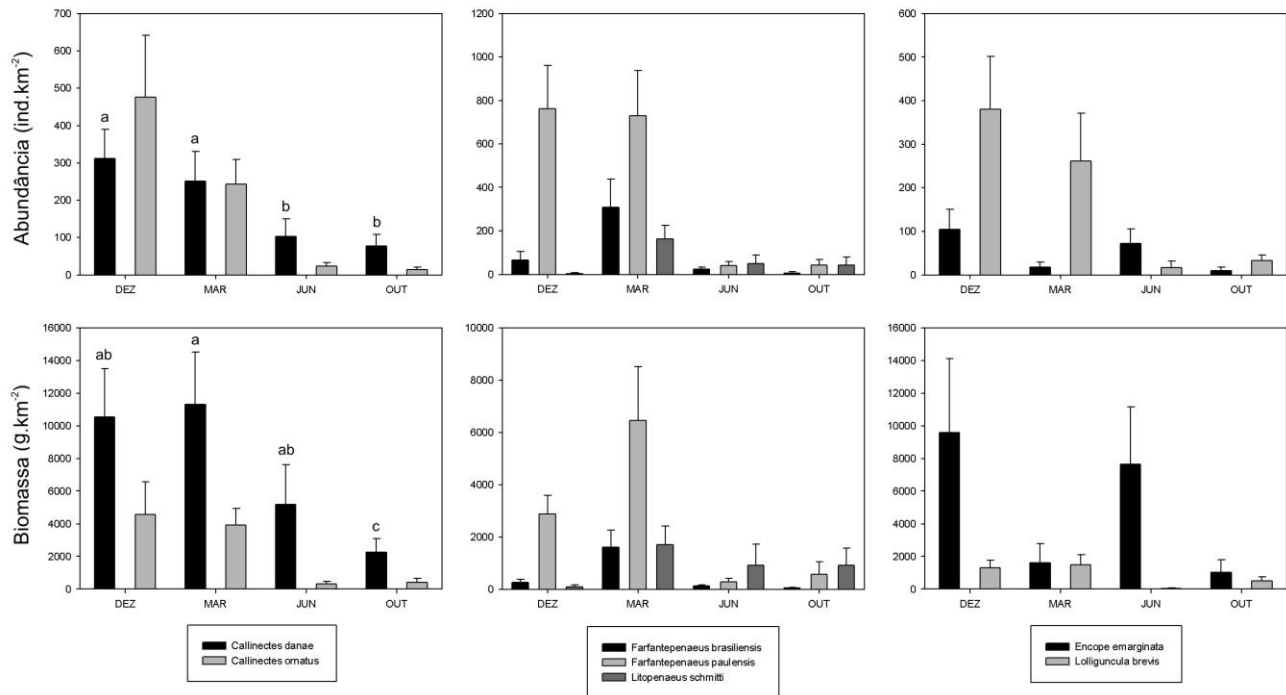 Abundância (ind.km-2)
700
600
500
400
300
200
100
0
a
a
b
b
DEZ MAR JUN OUT
1200
1000
800
600
400
200
0
DEZ MAR JUN OUT
600
500
400
300
200
100
0
DEZ MAR JUN OUT
Biomassa (g.km-2)
16000
14000
12000
10000
8000
6000
4000
2000
0
ab
a
ab
c
DEZ MAR JUN OUT
10000
8000
6000
4000
2000
0
DEZ MAR JUN OUT
16000
14000
12000
10000
8000
6000
4000
2000
0
DEZ MAR JUN OUT
Callinectes danae
Callinectes ornatus
Farfantepenaeus brasiliensis
Farfantepenaeus paulensis
Litopenaeus schmitti
Encope emarginata
Lolliguncula brevis